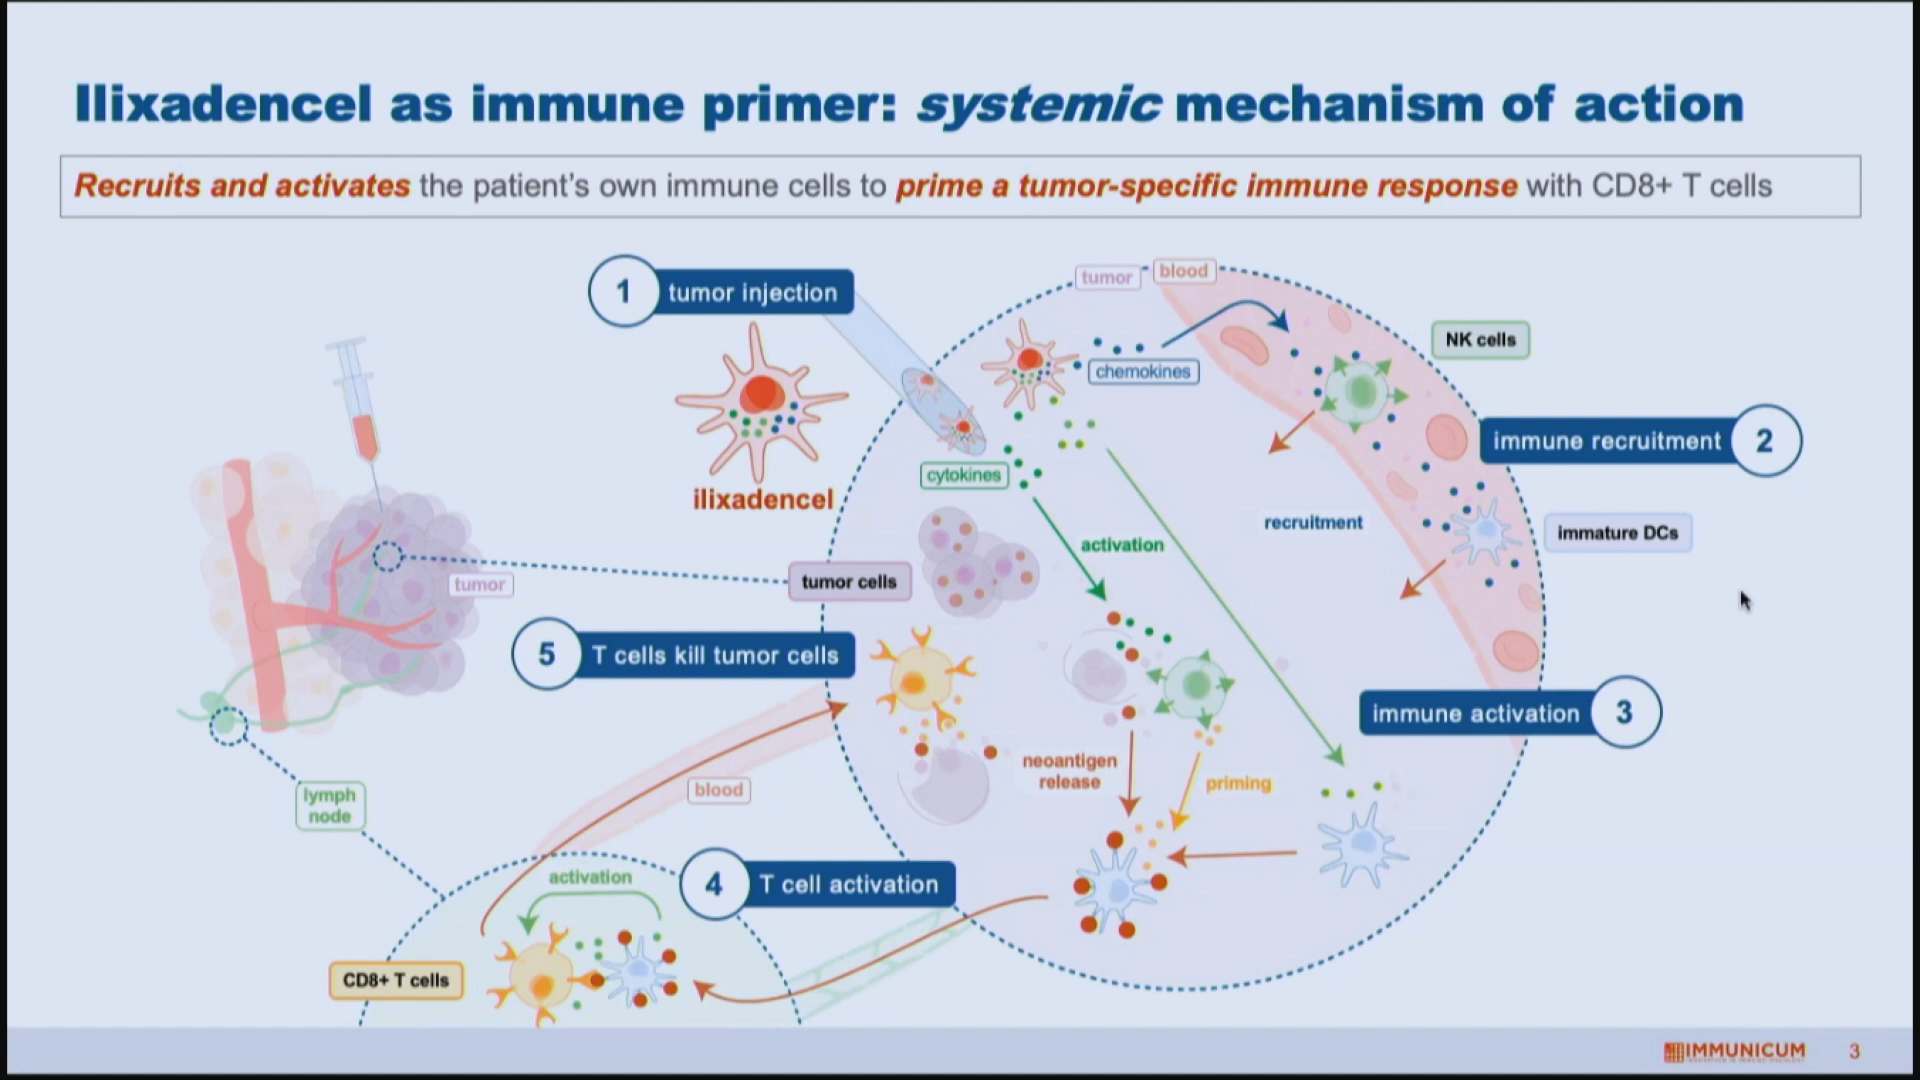 Ilixadencel as immune primer: systemic mechanism of action
Recruits and activates the patient's own immune cells to prime a tumor-specific immune response with CD8+ T cells
1 tumor injection
tumor
blood
NK cells
chemokines
immune recruitment 2
cytokines
ilixadencel
recruitment
immature DCs
activation
tumor
tumor cells
5 T cells kill tumor cells
immune activation 3
neoantigen
release
priming
blood
lymph
node
activation
4 T cell activation
CD8+ T cells
IMMUNICUM
3